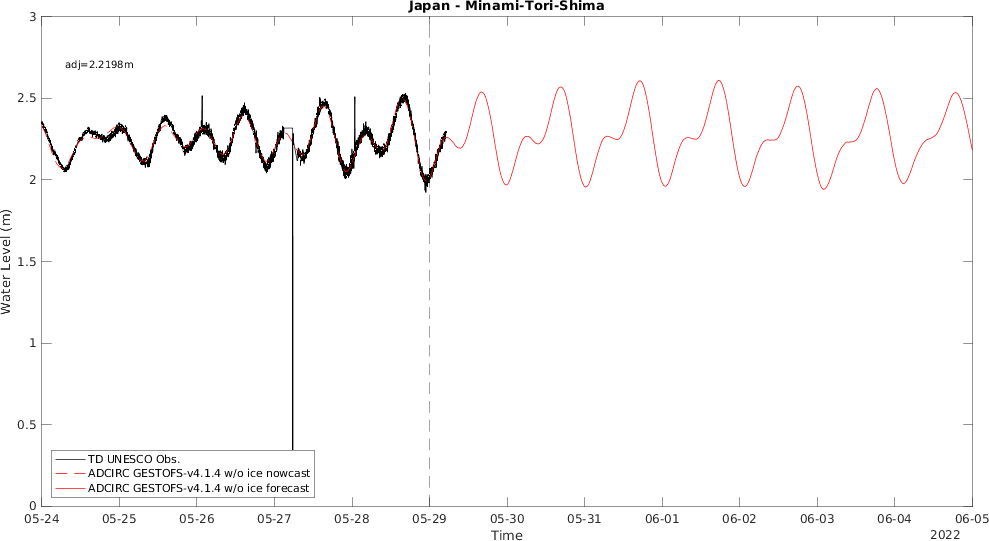 Japan - Minami-Tori-Shima
3
adj=2.2198m
2.5
2
Water Level (m)
1.5
1
0.5
0
TD UNESCO Obs.
ADCIRC GESTOFS-v4.1.4 w/o ice nowcast
ADCIRC GESTOFS-v4.1.4 w/o ice forecast
05-24 05-25 05-26 05-27 05-28 05-29 05-30 05-31 06-01 06-02 06-03 06-04 06-05
Time
2022